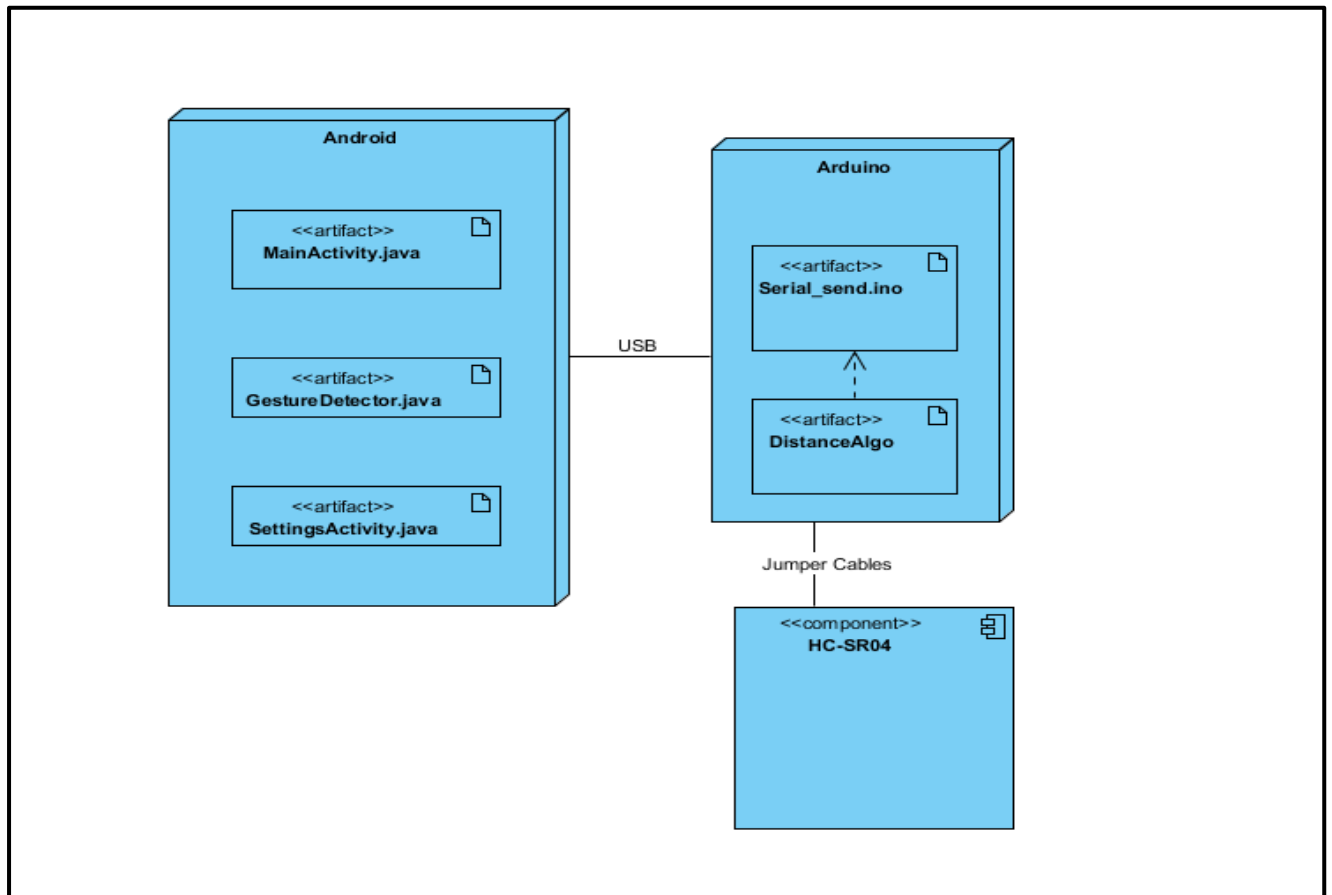 Android
<<artifact>>
MainActivity.java
<<artifact>>
GestureDetector.java
<<artifact>>
SettingsActivity.java
USB
Arduino
<<artifact>>
Serial_send.ino
<<artifact>>
DistanceAlgo
Jumper Cables
<<component>>
HC-SR04